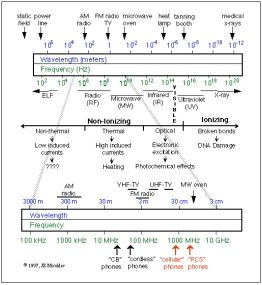 static field power line AM radio FM radio TV microwave oven heat lamp tanning booth medical x-rays
Wavelength (meters)
Frequency (Hz)
ELF Radio (RF) Microwave (MW) Infrared (IR) VISIBLE Ultraviolet (UV) X-ray
Non-Ionizing Ionizing
Non-thermal Thermal Optical Broken bonds
Low induced currents High induced currents Electronic excitation DNA Damage
???? Heating Photochemical effects
AM radio VHF-TV UHF-TV MW oven
FM radio
3000 m 300 m 30 m 3 m 30 cm 3 cm
Wavelength
Frequency
100 kHz 1000 kHz 10 MHz 100 MHz 1000 MHz 10 GHz
"CB" phones "cordless" phones "cellular" phones "PCS" phones
© 1997, JE Moulder